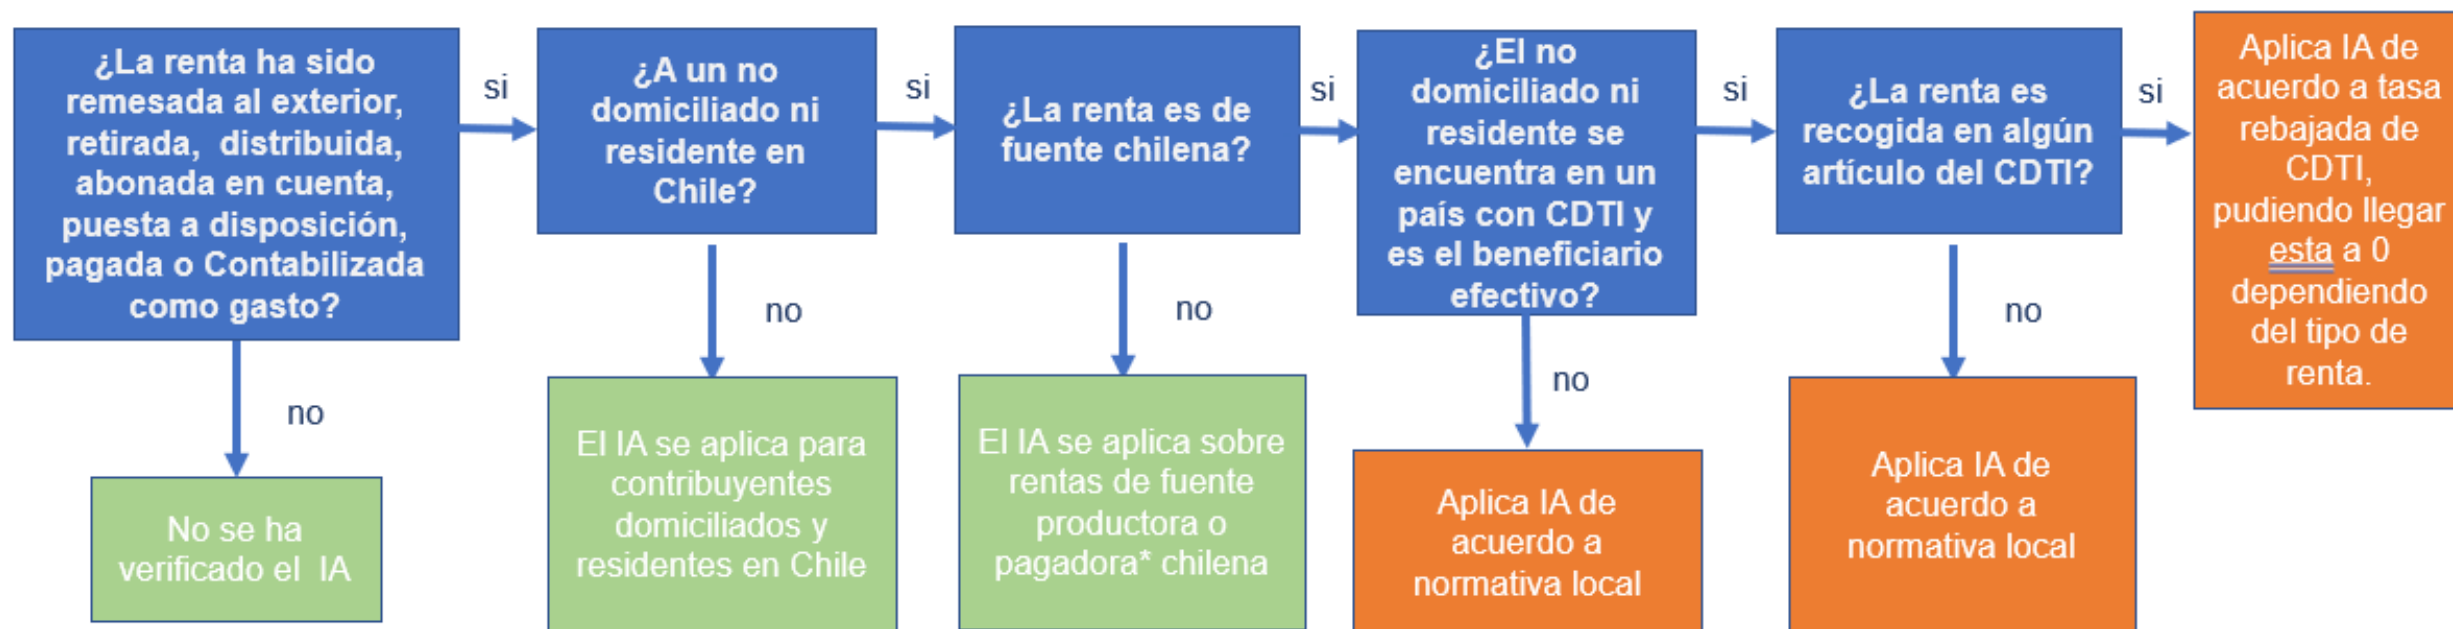 ¿La renta ha sido
remesada al exterior,
retirada, distribuida,
abonada en cuenta,
puesta a disposición,
pagada o Contabilizada
como gasto?
si
¿A un no
domiciliado ni
residente en
Chile?
si
¿La renta es de
fuente chilena?
si
¿El no
domiciliado ni
residente se
encuentra en un
país con CDTI y
es el beneficiario
efectivo?
si
¿La renta es
recogida en algún
artículo del CDTI?
si
Aplica IA de
acuerdo a tasa
rebajada de
CDTI,
pudiendo llegar
esta a 0
dependiendo
del tipo de
renta.
no
No se ha
verificado el IA
no
El IA se aplica para
contribuyentes
domiciliados y
residentes en Chile
no
El IA se aplica sobre
rentas de fuente
productora o
pagadora* chilena
no
Aplica IA de
acuerdo a
normativa local
no
Aplica IA de
acuerdo a
normativa local